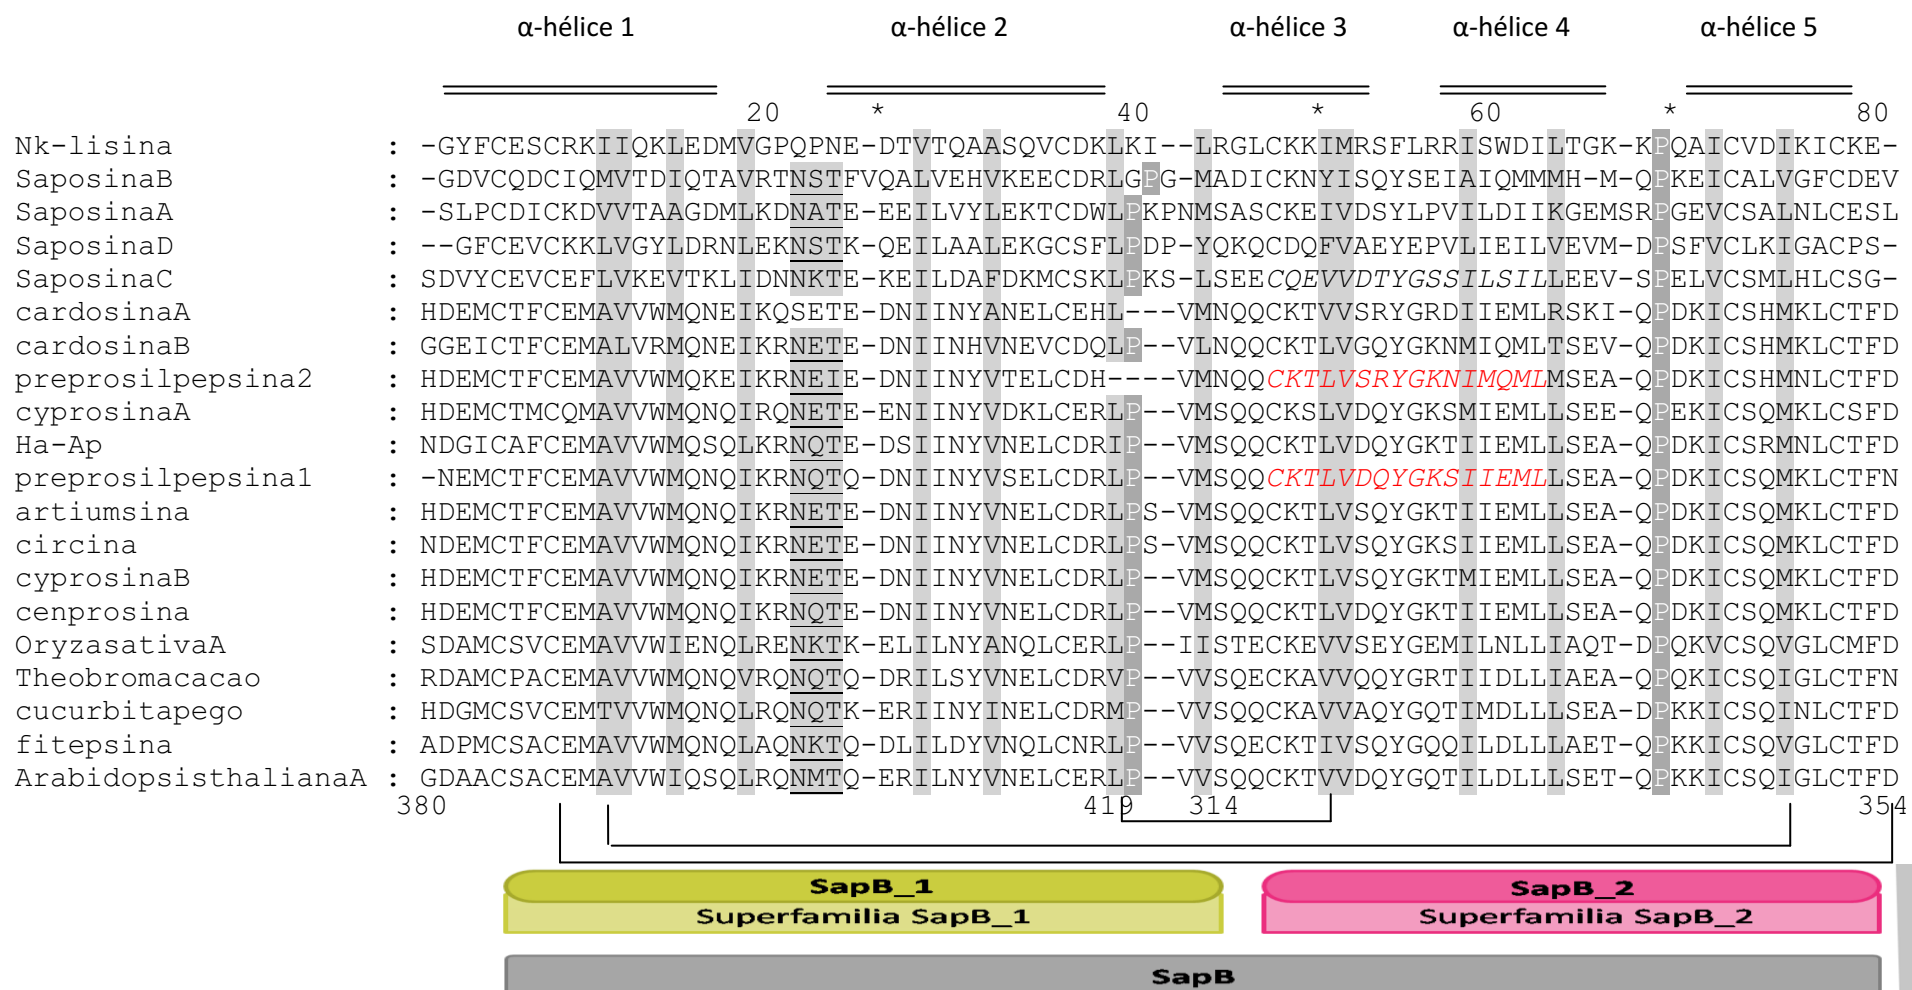 α-hélice 1 α-hélice 2 α-hélice 3 α-hélice 4 α-hélice 5
20 * 40 * 60 * 80
Nk-lisina : -GYFCESCRKIIQKLEDMVGPQPNE-DTVTQAASQVCDKLKI--LRGLCKKIMRSFLRRISWDILTGK-KPQAICVDIKICKE-
SaposinaB : -GDVCQDCIQMVTDIQTAVRTNSTFVQALVEHVKEECDRLGPG-MADICKNYISQYSEIAIQMMMH-M-QPKEICALVGFCDEV
SaposinaA : -SLPCDICKDVVTAAGDMLKDNATE-EEILVYLEKTCDWLPKPNMSASCKEIVDSYLPVILDIIKGEMSRPGEVCSALNLCESL
SaposinaD : --GFCEVCKKLVGYLDRNLEKNSTK-QEILAALEKGCSFLPDP-YQKQCDQFVAEYEPVLIEILVEVM-DPSFVCLKIGACPS-
SaposinaC : SDVYCEVCEFLVKEVTKLIDNNKTE-KEILDAFDKMCSKLPKS-LSEECQEVVDTYGSSILSILLEEV-SPELVCSMLHLCSG-
cardosinaA : HDEMCTFCEMAVVWMQNEIKQSETE-DNIINYANELCEHL---VMNQQCKTVVSRYGRDIIEMLRSKI-QPDKICSHMKLCTFD
cardosinaB : GGEICTFCEMALVRMQNEIKRNETE-DNIINHVNEVCDQLP--VLNQQCKTLVGQYGKNMIQMLTSEV-QPDKICSHMKLCTFD
preprosilpepsina2 : HDEMCTFCEMAVVWMQKEIKRNEIE-DNIINYVTELCDH----VMNQQCKTLVSRYGKNIMQMLMSEA-QPDKICSHMNLCTFD
cyprosinaA : HDEMCTMCQMAVVWMQNQIRQNETE-ENIINYVDKLCERLP--VMSQQCKSLVDQYGKSMIEMLLSEE-QPEKICSQMKLCSFD
Ha-Ap : NDGICAFCEMAVVWMQSQLKRNQTE-DSIINYVNELCDRIP--VMSQQCKTLVDQYGKTIIEMLLSEA-QPDKICSRMNLCTFD
preprosilpepsina1 : -NEMCTFCEMAVVWMQNQIKRNQTQ-DNIINYVSELCDRLP--VMSQQCKTLVDQYGKSIIEMLLSEA-QPDKICSQMKLCTFN
artiumsina : HDEMCTFCEMAVVWMQNQIKRNETE-DNIINYVNELCDRLPS-VMSQQCKTLVSQYGKTIIEMLLSEA-QPDKICSQMKLCTFD
circina : NDEMCTFCEMAVVWMQNQIKRNETE-DNIINYVNELCDRLPS-VMSQQCKTLVSQYGKSIIEMLLSEA-QPDKICSQMKLCTFD
cyprosinaB : HDEMCTFCEMAVVWMQNQIKRNETE-DNIINYVNELCDRLP--VMSQQCKTLVSQYGKTMIEMLLSEA-QPDKICSQMKLCTFD
cenprosina : HDEMCTFCEMAVVWMQNQIKRNQTE-DNIINYVNELCDRLP--VMSQQCKTLVDQYGKTIIEMLLSEA-QPDKICSQMKLCTFD
OryzasativaA : SDAMCSVCEMAVVWIENQLRENKTK-ELILNYANQLCERLP--IISTECKEVVSEYGEMILNLLIAQT-DPQKVCSQVGLCMFD
Theobromacacao : RDAMCPACEMAVVWMQNQVRQNQTQ-DRILSYVNELCDRVP--VVSQECKAVVQQYGRTIIDLLIAEA-QPQKICSQIGLCTFN
cucurbitapego : HDGMCSVCEMTVVWMQNQLRQNQTK-ERIINYINELCDRMP--VVSQQCKAVVAQYGQTIMDLLLSEA-DPKKICSQINLCTFD
fitepsina : ADPMCSACEMAVVWMQNQLAQNKTQ-DLILDYVNQLCNRLP--VVSQECKTIVSQYGQQILDLLLAET-QPKKICSQVGLCTFD
ArabidopsisthalianaA : GDAACSACEMAVVWIQSQLRQNMTQ-ERILNYVNELCERLP--VVSQQCKTVVDQYGQTILDLLLSET-QPKKICSQIGLCTFD
380 419 314 354
SapB_1 SapB_2
Superfamilia SapB_1 Superfamilia SapB_2
SapB